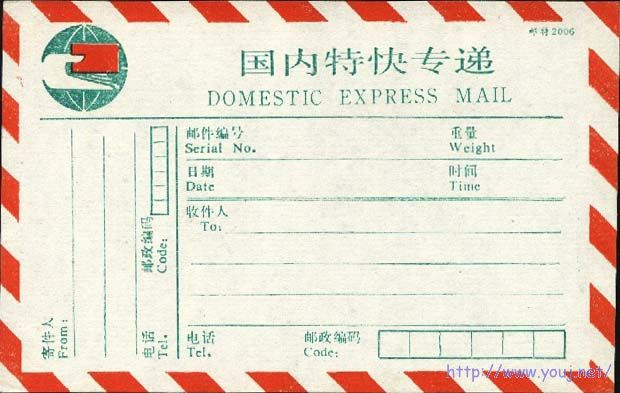 邮特2006
国内特快专递
DOMESTIC EXPRESS MAIL
邮件编号 重量
Serial No. Weight
日期 时间
Date Time
收件人
To:
电话 邮政编码
Tel. Code:
寄件人
From:
邮政编码
Code:
电话
Tel.
http://www.youj.net/